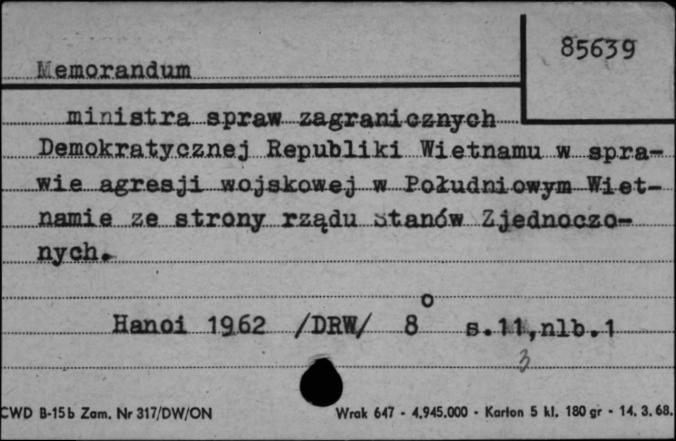 85639
Memorandum
ministra spraw zagranicznych
Demokratycznej Republiki Wietnamu w spra-
wie agresji wojskowej w Południowym Wiet-
namie ze strony rządu Stanów Zjednoczo-
nych.
Hanoi 1962 /DRW/ 8° s.11,nlb.1
3
CWD B-15b Zam. Nr 317/DW/ON Wrak 647 - 4.945.000 - Karton 5 kl. 180 gr - 14. 3. 68.